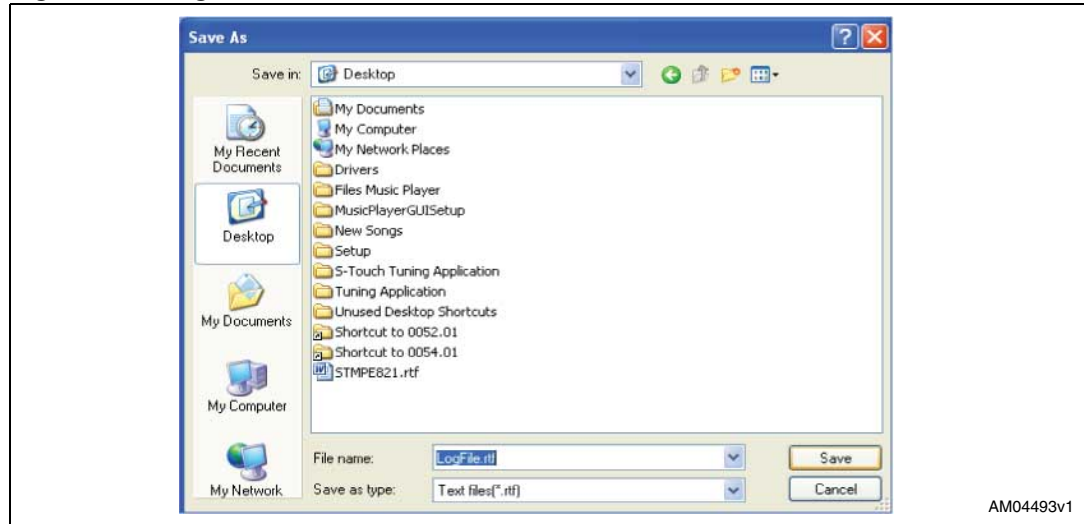 Save As
Save in:
Desktop
My Recent
Documents
Desktop
My Documents
My Computer
My Network
My Documents
My Computer
My Network Places
Drivers
Files Music Player
MusicPlayerGUISetup
New Songs
Setup
S-Touch Tuning Application
Tuning Application
Unused Desktop Shortcuts
Shortcut to 0052.01
Shortcut to 0054.01
STMPE821.rtf
File name:
LogFile.rtf
Save
Save as type:
Text files(*.rtf)
Cancel
AM04493v1